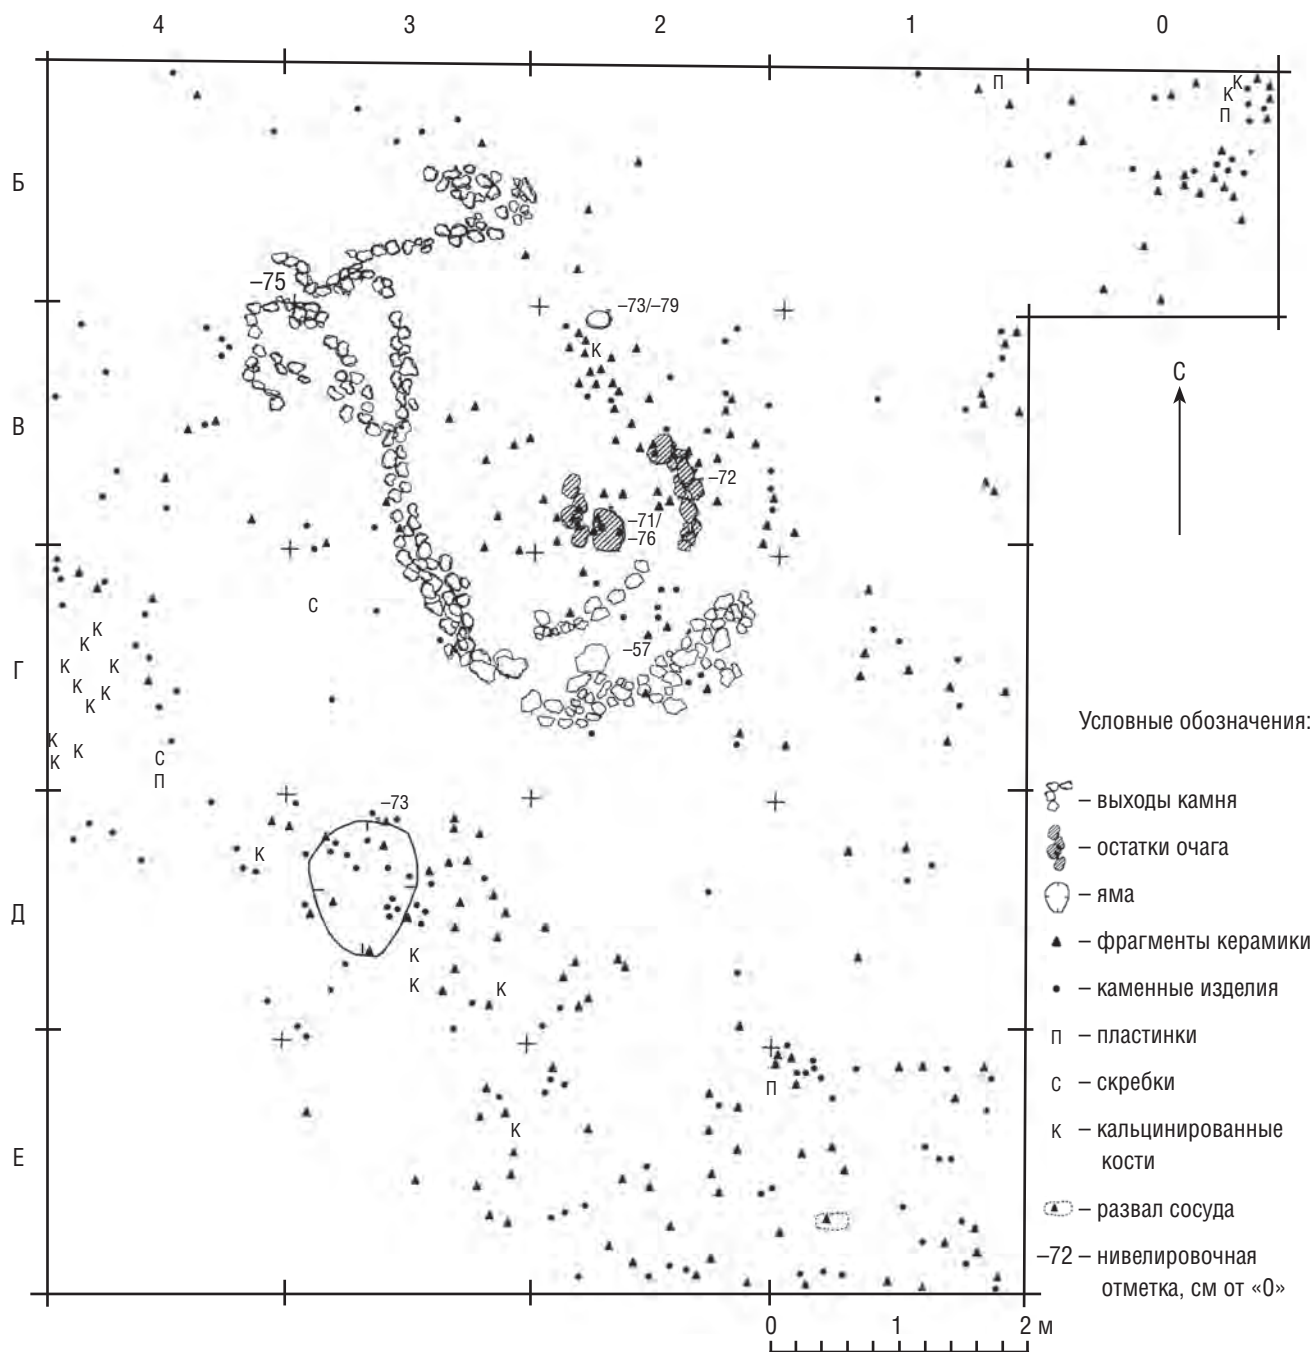 4 3 2 1 0
П К
К
П
Б
–75
–73/–79
К
С
В
–72
–71/
–76
С
К
К
К К
Г
–57
К
К
К
К
К
К
С
П
Условные обозначения:
– выходы камня
–73
К
– остатки очага
– яма
Д
– фрагменты керамики
К
К К
– каменные изделия
П – пластинки
П
С – скребки
К
К – кальцинированные
кости
Е
– развал сосуда
–72 – нивелировочная
отметка, см от «0»
0 1 2 м